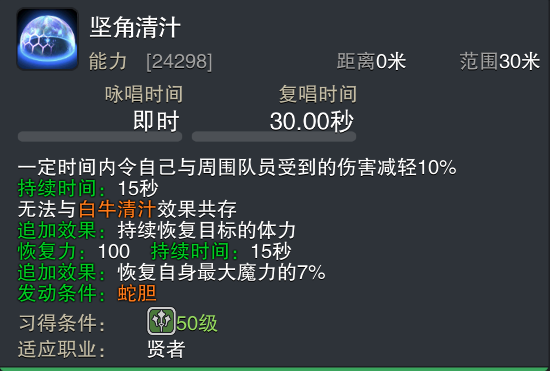 坚角清汁
能力 [24298] 距离0米 范围30米
咏唱时间 复唱时间
即时 30.00秒
一定时间内令自己与周围队员受到的伤害减轻10%
持续时间：15秒
无法与白牛清汁效果共存
追加效果：持续恢复目标的体力
恢复力：100 持续时间：15秒
追加效果：恢复自身最大魔力的7%
发动条件：蛇胆
习得条件： 50级
适应职业： 贤者